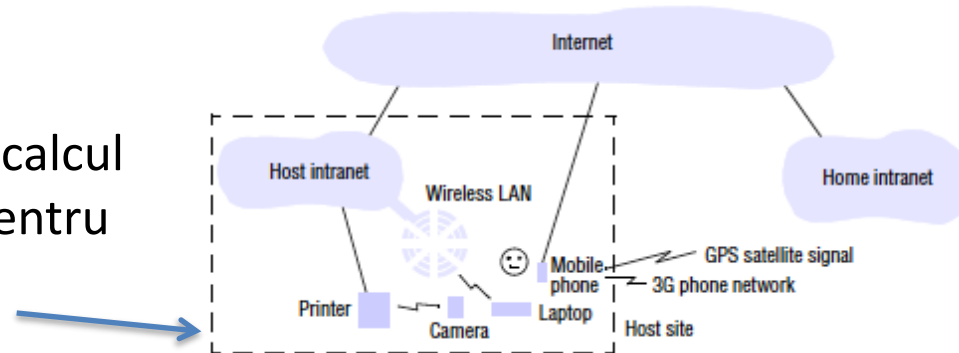 Internet
calcul
entru
Host intranet
Wireless LAN
Home intranet
Mobile
phone
GPS satellite signal
3G phone network
Printer
Camera
Laptop
Host site